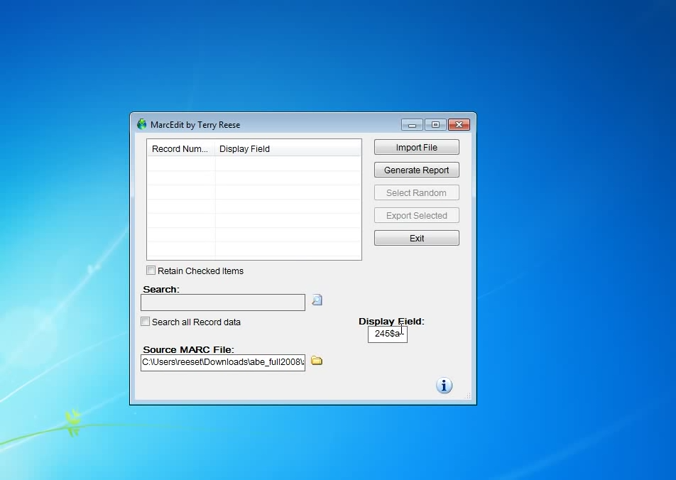 MarcEdit by Terry Reese
Record Num... Display Field
Import File
Generate Report
Select Random
Export Selected
Exit
Retain Checked Items
Search:
Search all Record data
Display Field:
245$a
Source MARC File:
C:\Users\reeset\Downloads\abe_full2008\